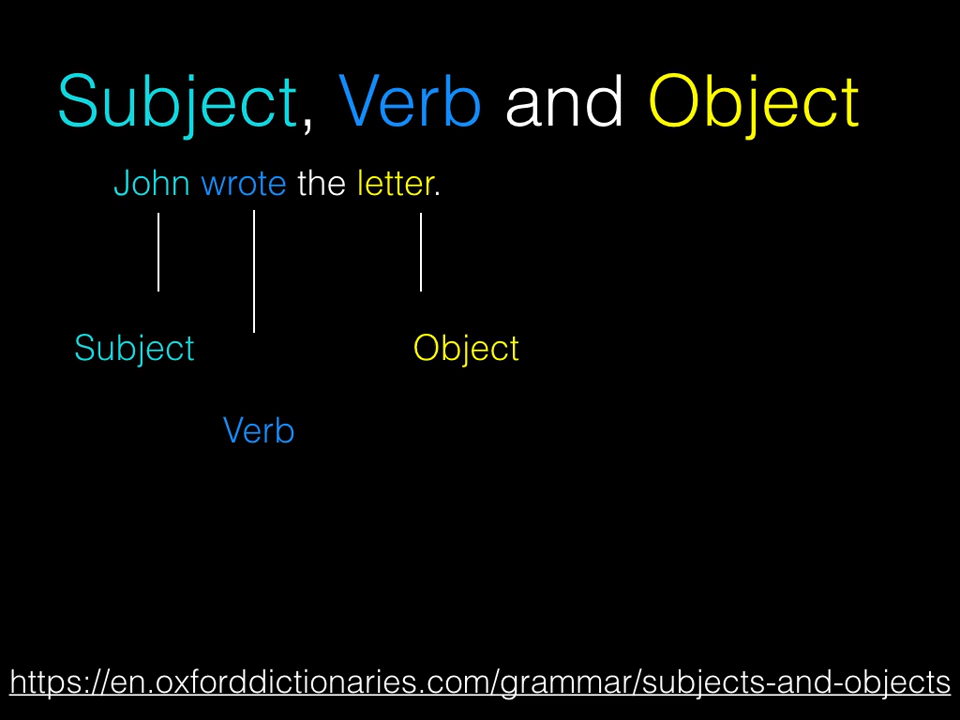 Subject, Verb and Object
John wrote the letter.
Subject Object
Verb
https://en.oxforddictionaries.com/grammar/subjects-and-objects